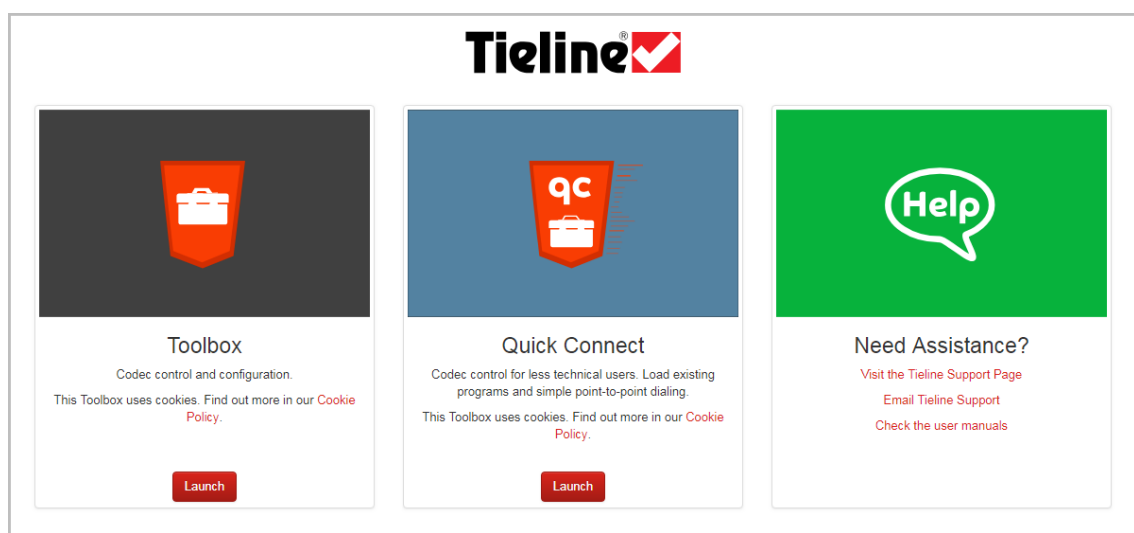 Tieline®
qc
Help
Toolbox
Codec control and configuration.
This Toolbox uses cookies. Find out more in our Cookie
Policy.
Launch
Quick Connect
Codec control for less technical users. Load existing
programs and simple point-to-point dialing.
This Toolbox uses cookies. Find out more in our Cookie
Policy.
Launch
Need Assistance?
Visit the Tieline Support Page
Email Tieline Support
Check the user manuals